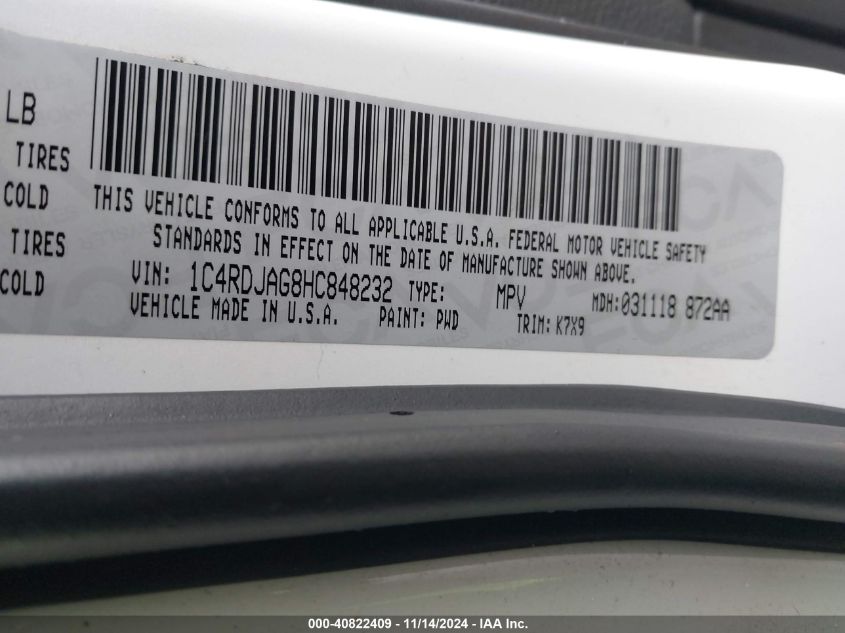 LB
TIRES
COLD
TIRES
COLD
THIS VEHICLE CONFORMS TO ALL APPLICABLE U.S.A. FEDERAL MOTOR VEHICLE SAFETY
STANDARDS IN EFFECT ON THE DATE OF MANUFACTURE SHOWN ABOVE.
VIN: 1C4RDJAG8HC848232 TYPE: MPV MDH:031118 872AA
VEHICLE MADE IN U.S.A. PAINT: PWD TRIM: K7X9
000-40822409 - 11/14/2024 - IAA Inc.